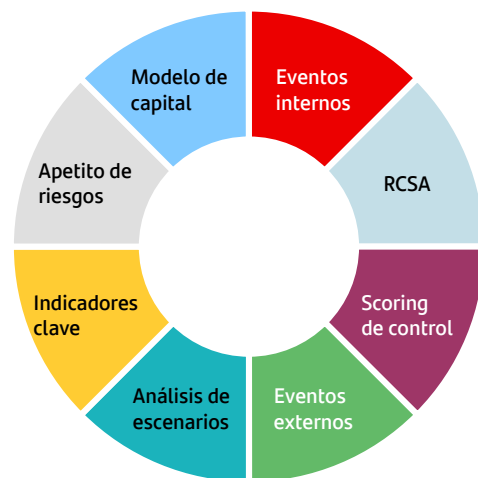 Modelo de
capital
Eventos
internos
RCSA
Scoring
de control
Eventos
externos
Análisis de
escenarios
Indicadores
clave
Apetito de
riesgos